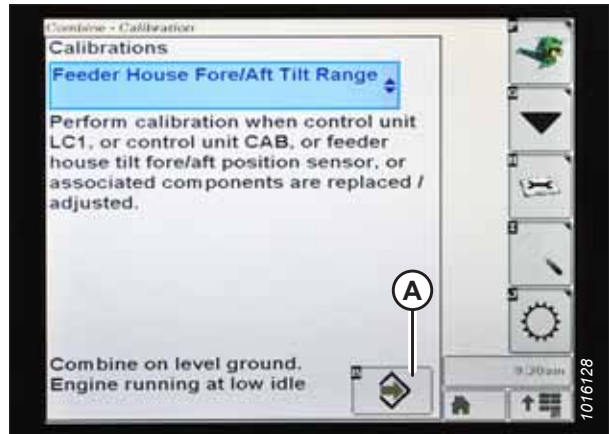 Combine - Calibration
Calibrations
Feeder House Fore/Aft Tilt Range
Perform calibration when control unit
LC1, or control unit CAB, or feeder
house tilt fore/aft position sensor, or
associated components are replaced /
adjusted.
A
Combine on level ground.
Engine running at low idle
9:20am
1016128